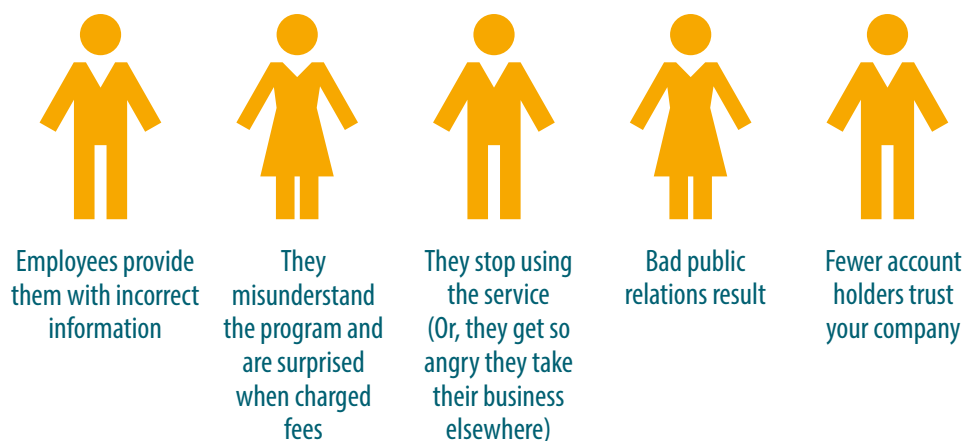 Employees provide
them with incorrect
information
They
misunderstand
the program and
are surprised
when charged
fees
They stop using
the service
(Or, they get so
angry they take
their business
elsewhere)
Bad public
relations result
Fewer account
holders trust
your company